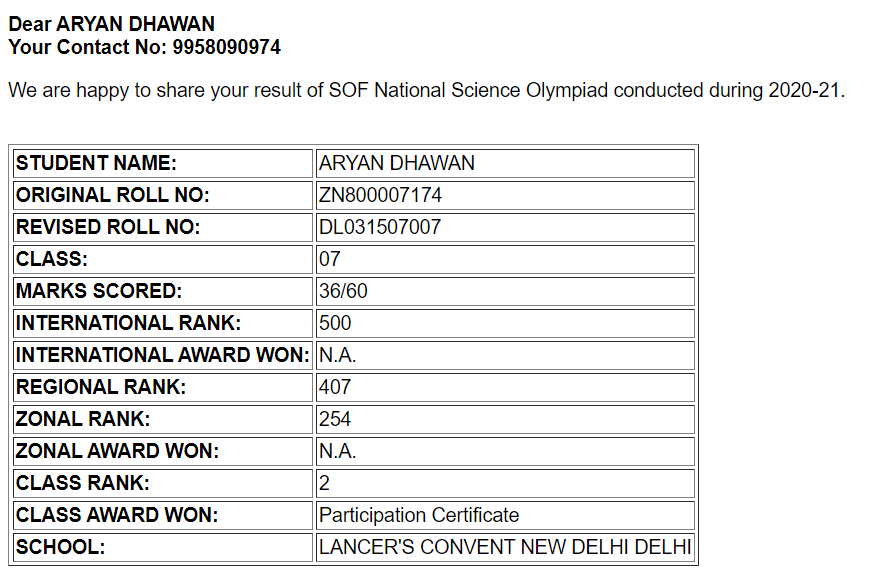 Dear ARYAN DHAWAN
Your Contact No: 9958090974
We are happy to share your result of SOF National Science Olympiad conducted during 2020-21.
STUDENT NAME: ARYAN DHAWAN
ORIGINAL ROLL NO: ZN800007174
REVISED ROLL NO: DL031507007
CLASS: 07
MARKS SCORED: 36/60
INTERNATIONAL RANK: 500
INTERNATIONAL AWARD WON: N.A.
REGIONAL RANK: 407
ZONAL RANK: 254
ZONAL AWARD WON: N.A.
CLASS RANK: 2
CLASS AWARD WON: Participation Certificate
SCHOOL: LANCER'S CONVENT NEW DELHI DELHI